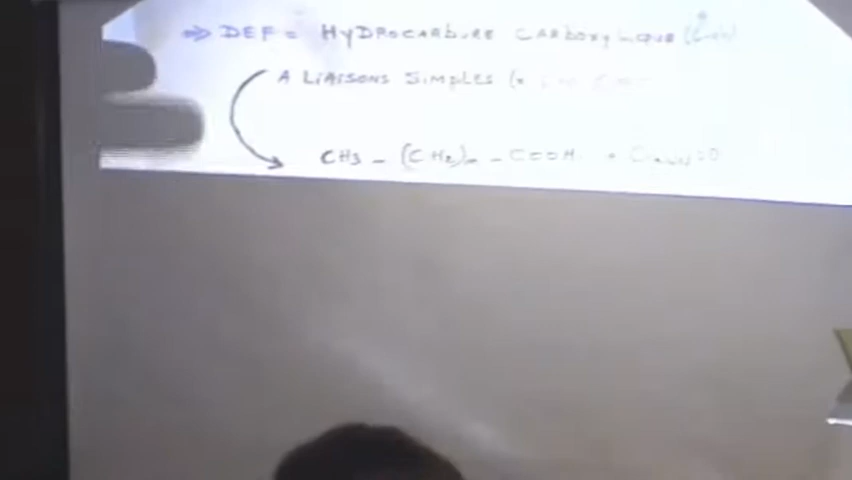 ⇒ DEF = HYDROCARBURE CARBOXYLIQUE
A LIAISONS SIMPLES
CH3 - (CH2)n - COOH